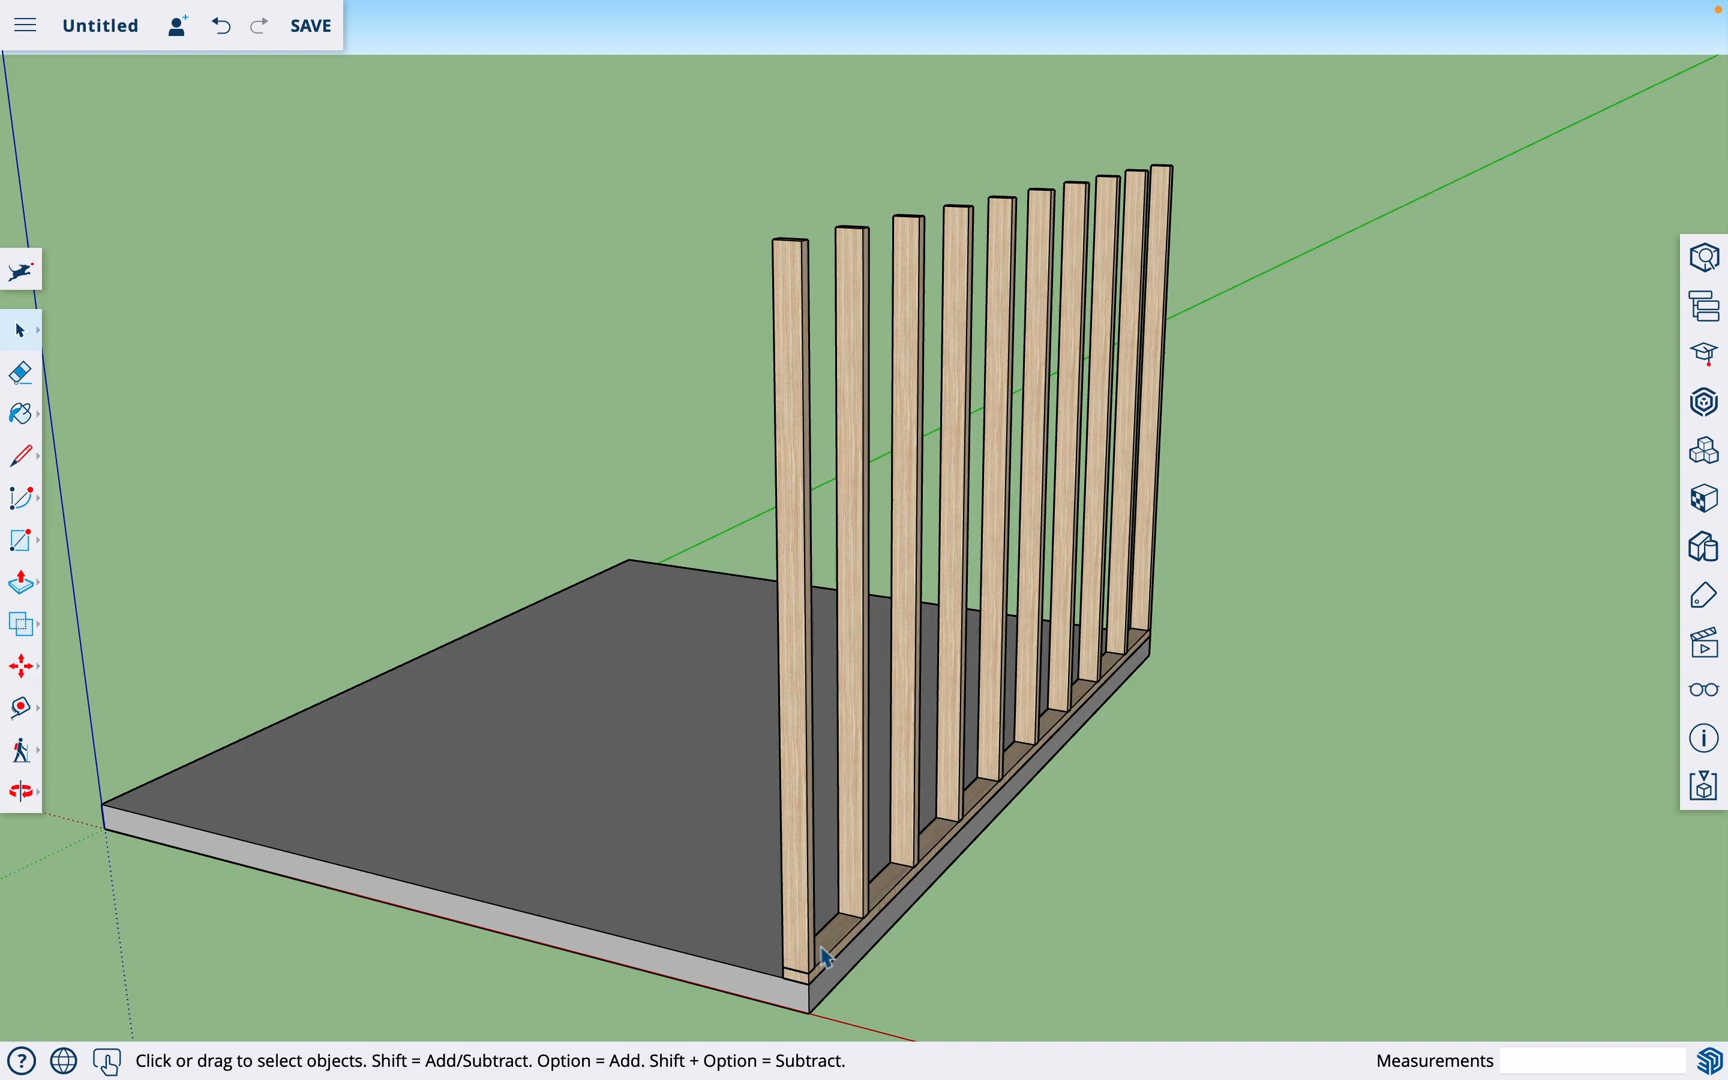 Untitled
SAVE
Click or drag to select objects. Shift = Add/Subtract. Option = Add. Shift + Option = Subtract.
Measurements